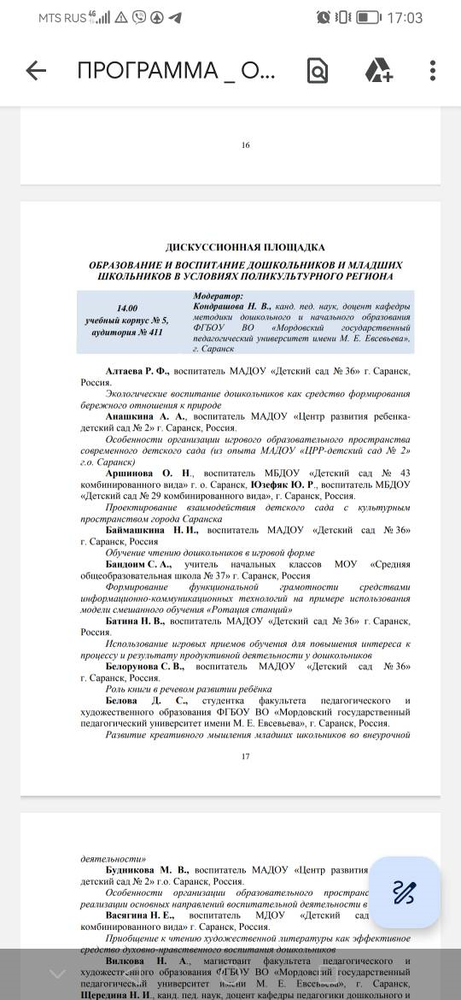 MTS RUS 4G 17:03
ПРОГРАММА _ О...
16
ДИСКУССИОННАЯ ПЛОЩАДКА
ОБРАЗОВАНИЕ И ВОСПИТАНИЕ ДОШКОЛЬНИКОВ И МЛАДШИХ
ШКОЛЬНИКОВ В УСЛОВИЯХ ПОЛИКУЛЬТУРНОГО РЕГИОНА
14.00
учебный корпус № 5,
аудитория № 411
Модератор:
Кондрашова Н. В., канд. пед. наук, доцент кафедры
методики дошкольного и начального образования
ФГБОУ ВО «Мордовский государственный
педагогический университет имени М. Е. Евсевьева»,
г. Саранск
Алтаева Р. Ф., воспитатель МАДОУ «Детский сад № 36» г. Саранск,
Россия.
Экологические воспитание дошкольников как средство формирования
бережного отношения к природе
Анашкина А. А., воспитатель МАДОУ «Центр развития ребенка-
детский сад № 2» г. Саранск, Россия.
Особенности организации игрового образовательного пространства
современного детского сада (из опыта МАДОУ «ЦРР-детский сад № 2»
г.о. Саранск)
Аршинова О. Н., воспитатель МБДОУ «Детский сад № 43
комбинированного вида» г. о. Саранск, Юзефяк Ю. Р., воспитатель МБДОУ
«Детский сад № 29 комбинированного вида», г. Саранск, Россия.
Проектирование взаимодействия детского сада с культурным
пространством города Саранска
Баймашкина Н. И., воспитатель МАДОУ «Детский сад № 36»
г. Саранск, Россия
Обучение чтению дошкольников в игровой форме
Бандоим С. А., учитель начальных классов МОУ «Средняя
общеобразовательная школа № 37» г. Саранск, Россия
Формирование функциональной грамотности средствами
информационно-коммуникационных технологий на примере использования
модели смешанного обучения «Ротация станций»
Батина Н. В., воспитатель МАДОУ «Детский сад № 36» г. Саранск,
Россия.
Использование игровых приемов обучения для повышения интереса к
процессу и результату продуктивной деятельности у дошкольников
Белорунова С. В., воспитатель МАДОУ «Детский сад № 36»
г. Саранск, Россия.
Роль книги в речевом развитии ребёнка
Белова Д. С., студентка факультета педагогического и
художественного образования ФГБОУ ВО «Мордовский государственный
педагогический университет имени М. Е. Евсевьева», г. Саранск, Россия.
Развитие креативного мышления младших школьников во внеурочной
17
деятельности»
Будникова М. В., воспитатель МАДОУ «Центр развития
детский сад № 2» г.о. Саранск, Россия.
Особенности организации образовательного пространс
реализации основных направлений воспитательной деятельности в
Васягина Н. Е., воспитатель МДОУ «Детский сад
комбинированного вида» г. Саранск, Россия.
Приобщение к чтению художественной литературы как эффективное
средство духовно-нравственного воспитания дошкольников
Вилкова Н. А., магистрант факультета педагогического и
художественного образования ФГБОУ ВО «Мордовский государственный
педагогический университет имени М. Е. Евсевьева», г. Саранск,
Щередина Н. И., канд. пед. наук, доцент кафедры педагогики дошкольного и